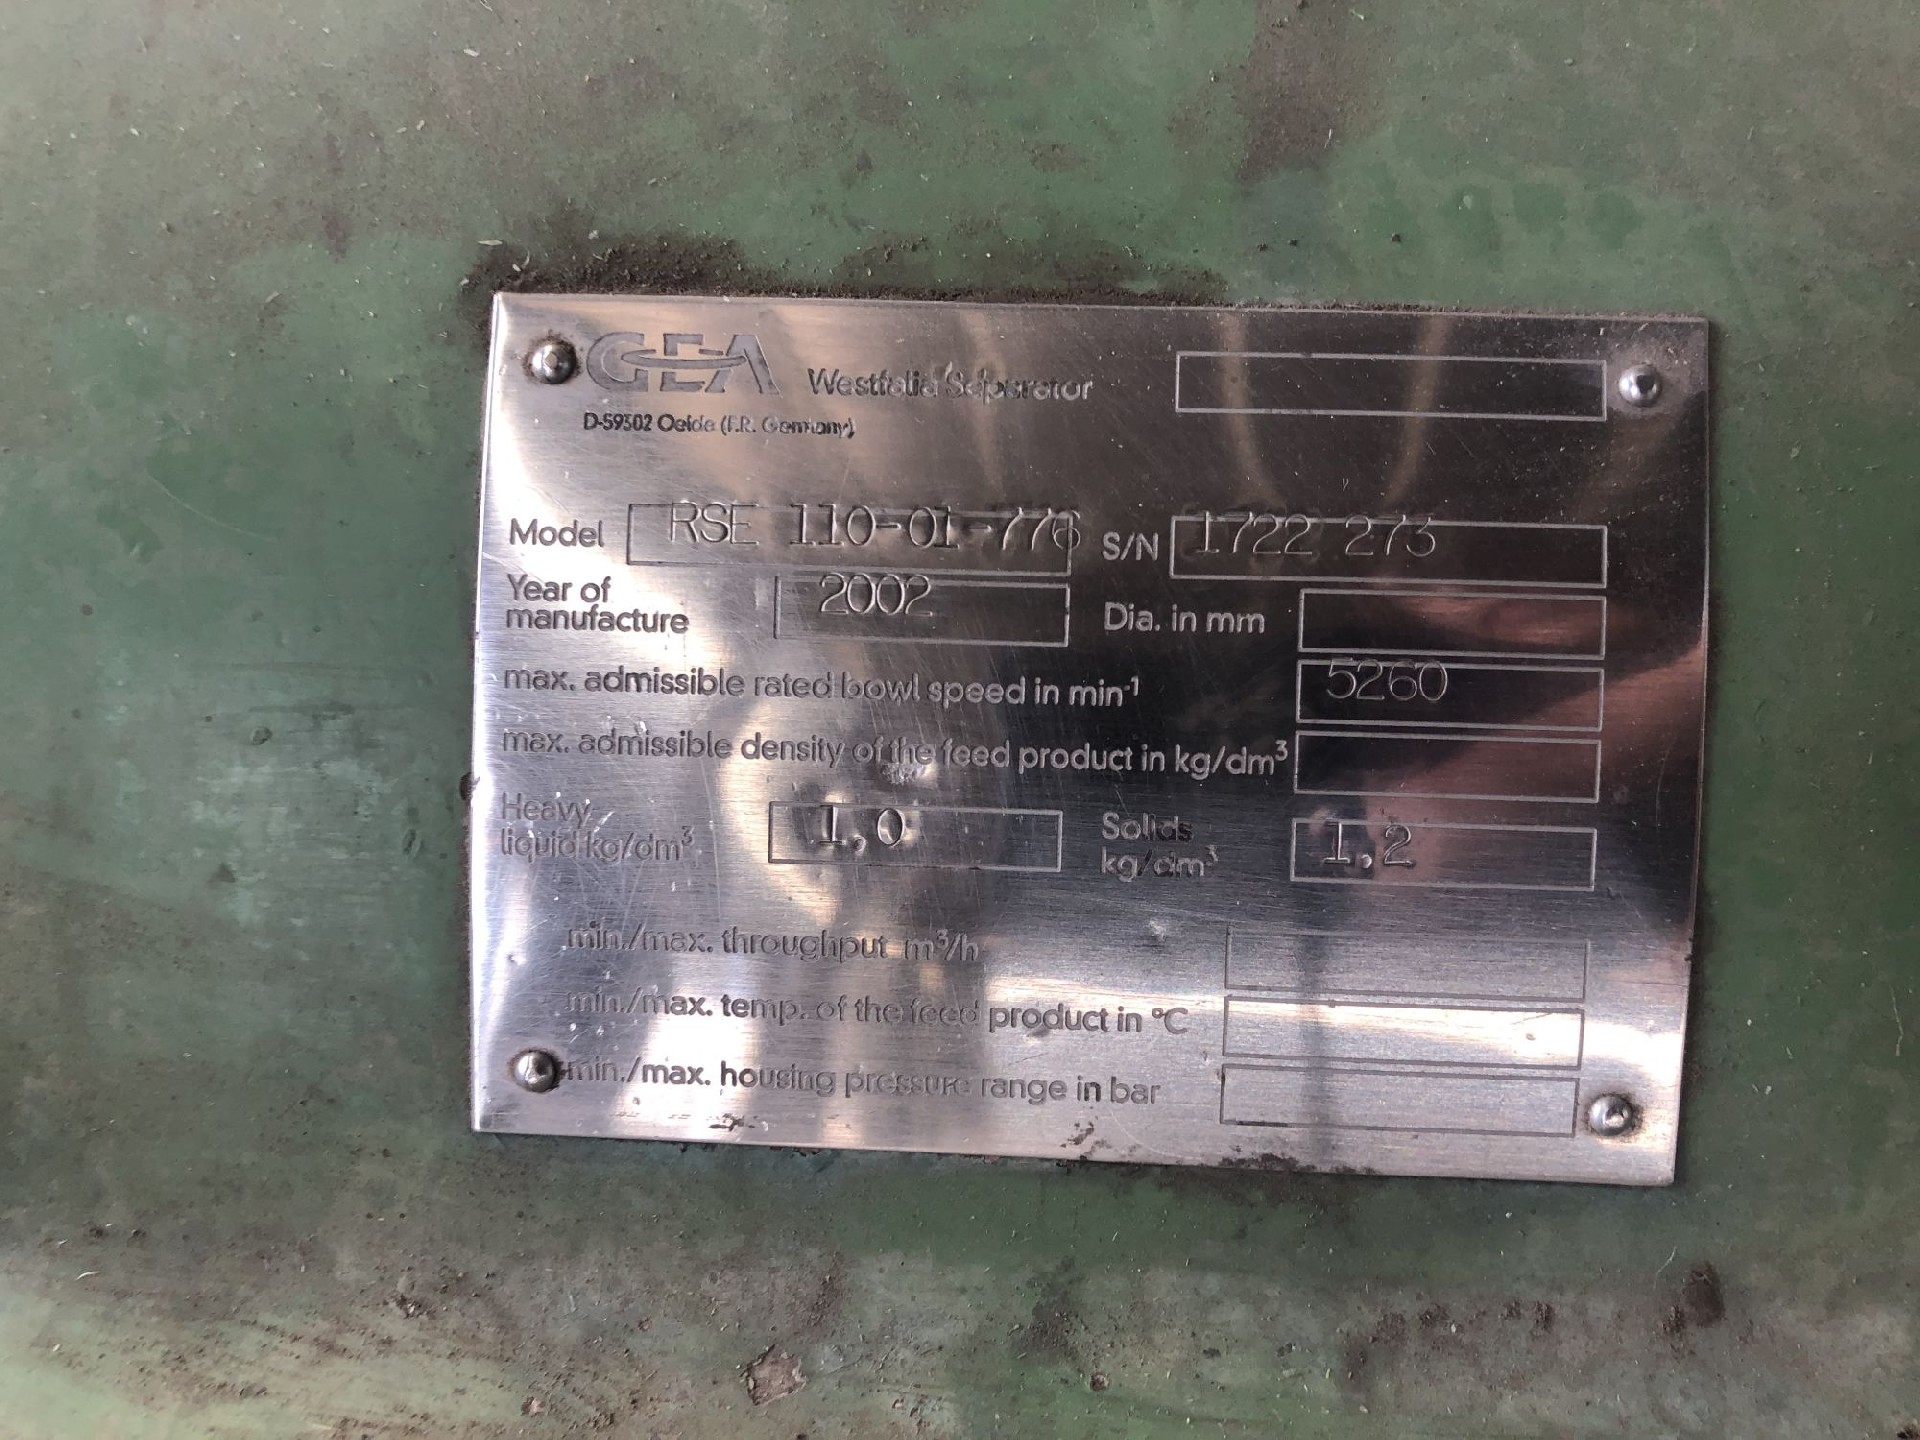 GEA Westfalia Separator
D-59302 Oelde (F.R. Germany)
Model RSE 110-01-776 S/N 1722 273
Year of manufacture 2002 Dia. in mm
max. admissible rated bowl speed in min-1 5260
max. admissible density of the feed product in kg/dm³
Heavy liquid kg/dm³ 1,0 Solids kg/dm³ 1,2
min./max. throughput m³/h
min./max. temp. of the feed product in °C
min./max. housing pressure range in bar